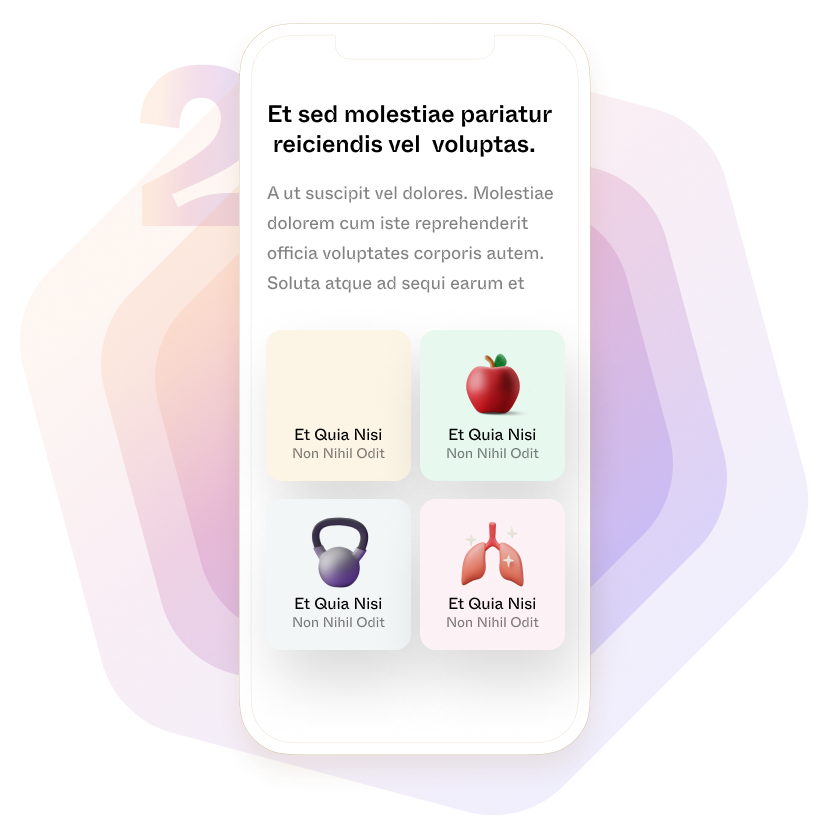 2
Et sed molestiae pariatur
reiciendis vel voluptas.
A ut suscipit vel dolores. Molestiae
dolorem cum iste reprehenderit
officia voluptates corporis autem.
Soluta atque ad sequi earum et
Et Quia Nisi
Non Nihil Odit
Et Quia Nisi
Non Nihil Odit
Et Quia Nisi
Non Nihil Odit
Et Quia Nisi
Non Nihil Odit